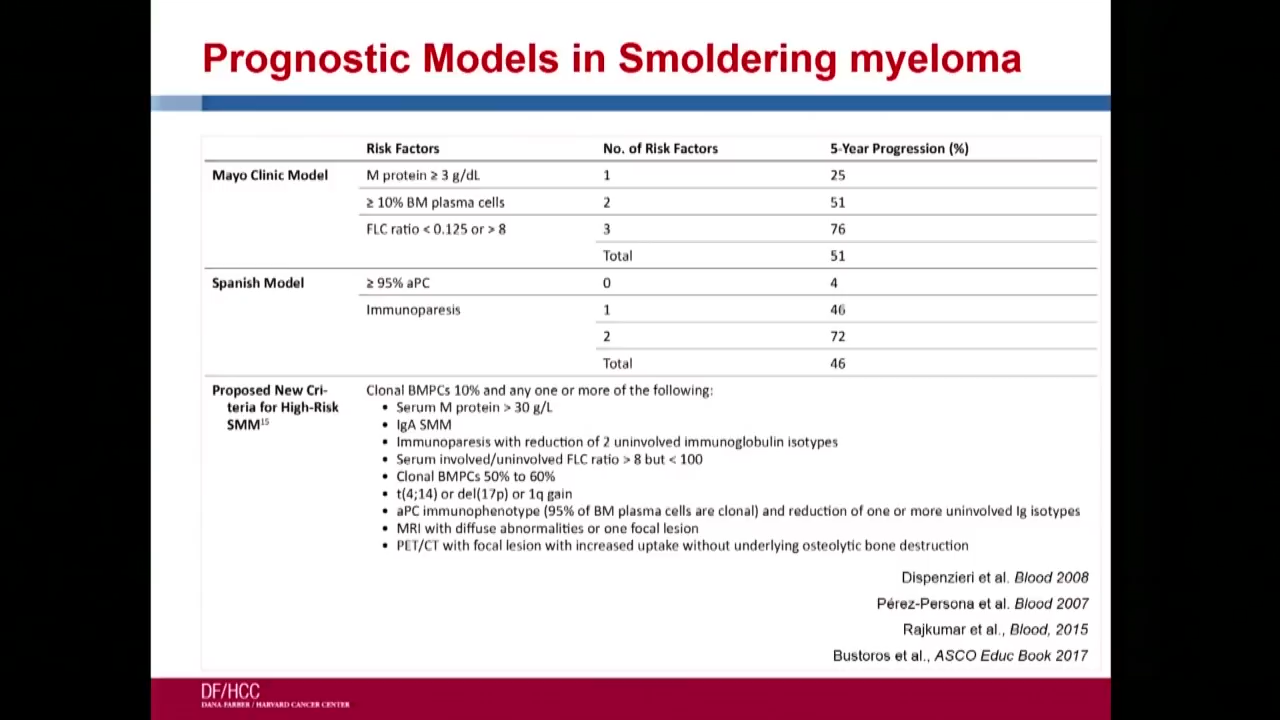 Prognostic Models in Smoldering myeloma
Risk Factors No. of Risk Factors 5-Year Progression (%)
Mayo Clinic Model M protein ≥ 3 g/dL 1 25
≥ 10% BM plasma cells 2 51
FLC ratio < 0.125 or > 8 3 76
Total 51
Spanish Model ≥ 95% aPC 0 4
Immunoparesis 1 46
2 72
Total 46
Proposed New Cri- Clonal BMPCs 10% and any one or more of the following:
teria for High-Risk • Serum M protein > 30 g/L
SMM¹⁵ • IgA SMM
• Immunoparesis with reduction of 2 uninvolved immunoglobulin isotypes
• Serum involved/uninvolved FLC ratio > 8 but < 100
• Clonal BMPCs 50% to 60%
• t(4;14) or del(17p) or 1q gain
• aPC immunophenotype (95% of BM plasma cells are clonal) and reduction of one or more uninvolved Ig isotypes
• MRI with diffuse abnormalities or one focal lesion
• PET/CT with focal lesion with increased uptake without underlying osteolytic bone destruction
Dispenzieri et al. Blood 2008
Pérez-Persona et al. Blood 2007
Rajkumar et al., Blood, 2015
Bustoros et al., ASCO Educ Book 2017
DF/HCC
DANA FARBER / HARVARD CANCER CENTER